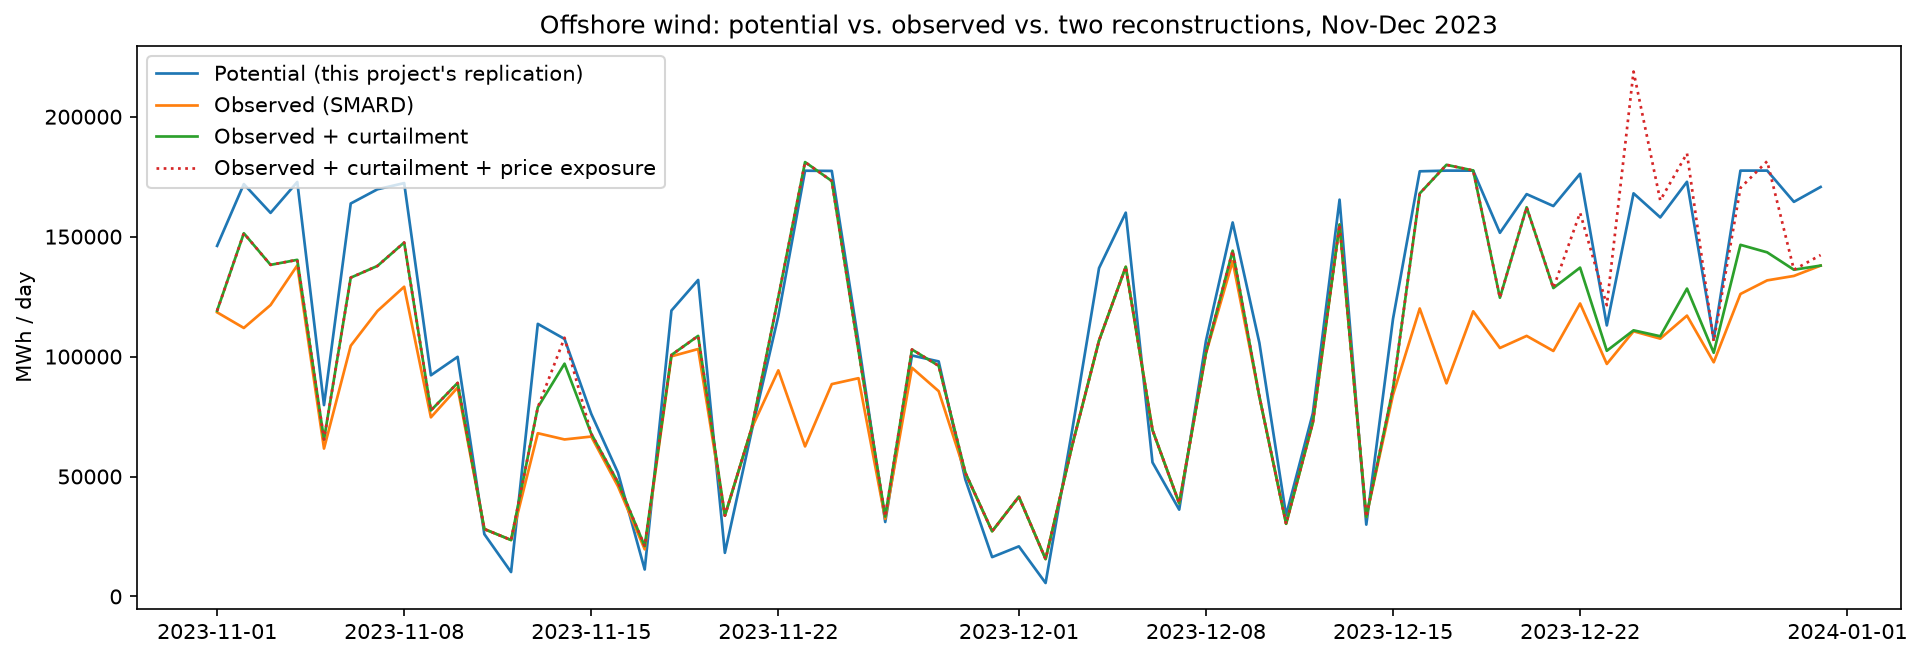 Offshore wind: potential vs. observed vs. two reconstructions, Nov-Dec 2023
Potential (this project's replication)
Observed (SMARD)
Observed + curtailment
Observed + curtailment + price exposure
MWh / day
200000
150000
100000
50000
0
2023-11-01 2023-11-08 2023-11-15 2023-11-22 2023-12-01 2023-12-08 2023-12-15 2023-12-22 2024-01-01